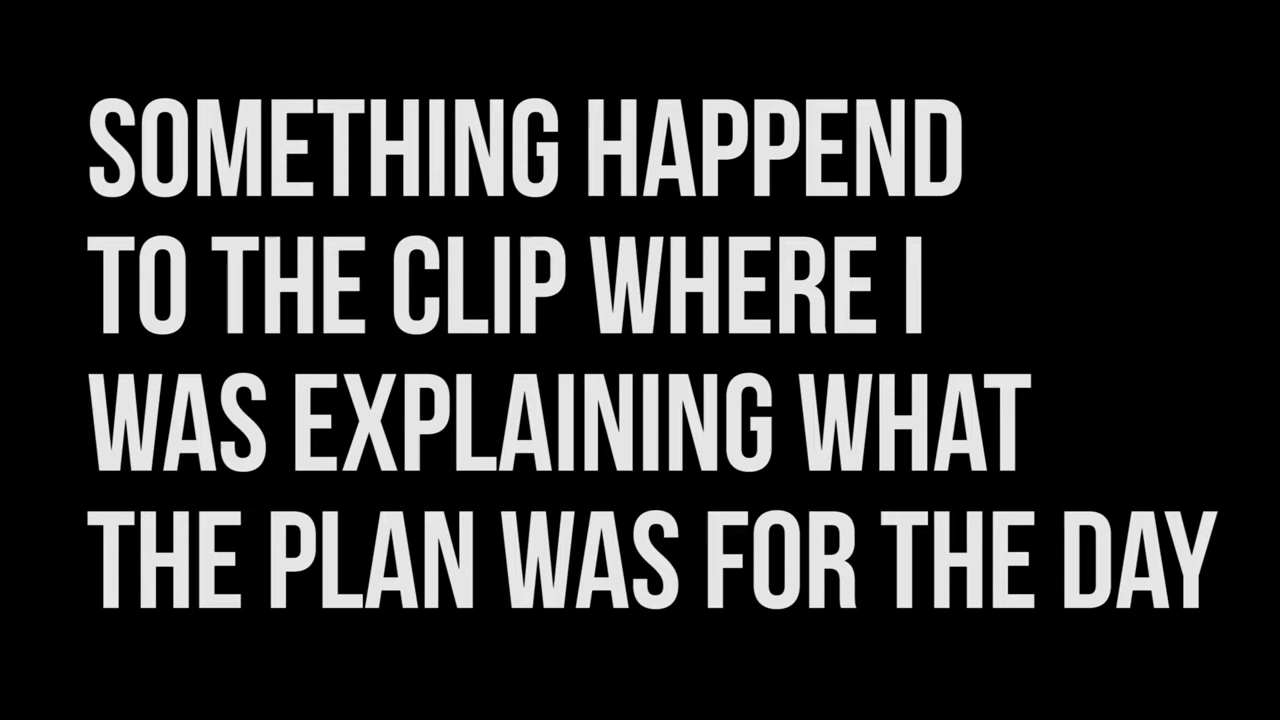 SOMETHING HAPPEND
TO THE CLIP WHERE I
WAS EXPLAINING WHAT
THE PLAN WAS FOR THE DAY